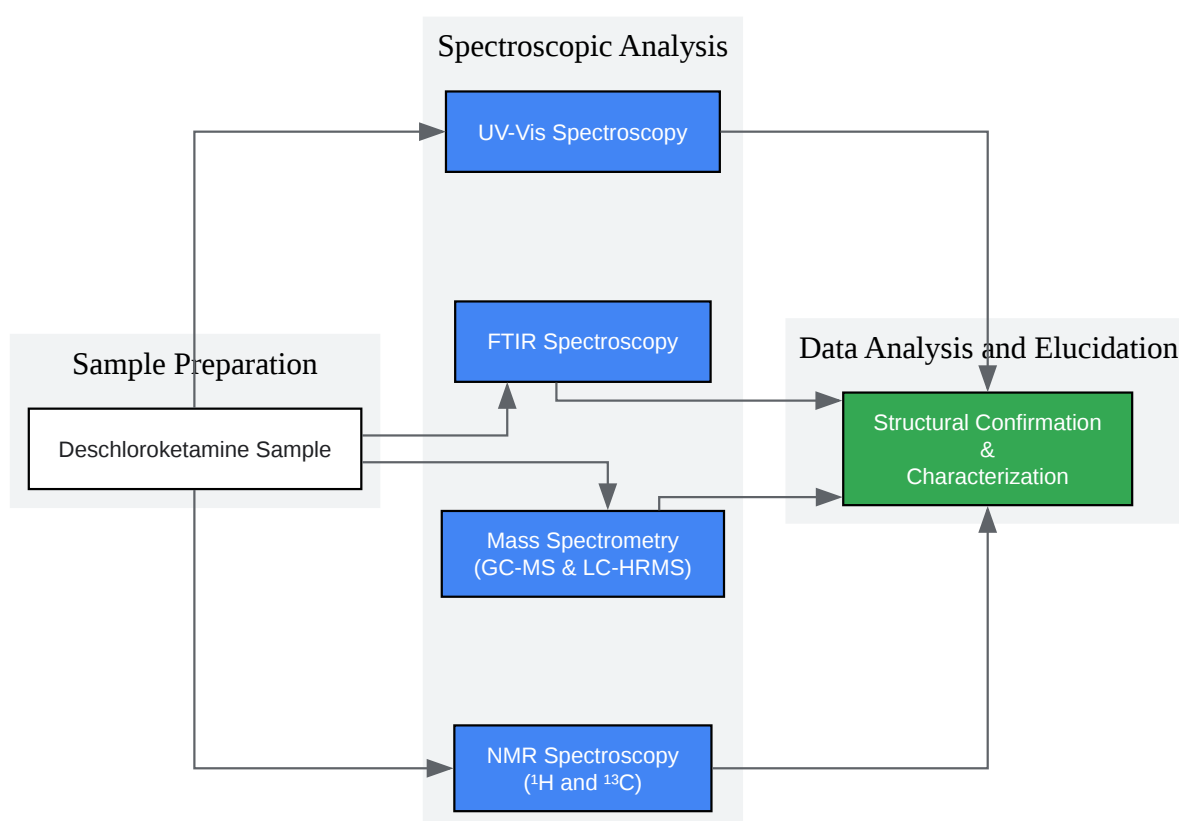 Spectroscopic Analysis
UV-Vis Spectroscopy
FTIR Spectroscopy
Sample Preparation
Data Analysis and Elucidation
Deschloroketamine Sample
Structural Confirmation
&
Characterization
Mass Spectrometry
(GC-MS & LC-HRMS)
NMR Spectroscopy
(¹H and ¹³C)